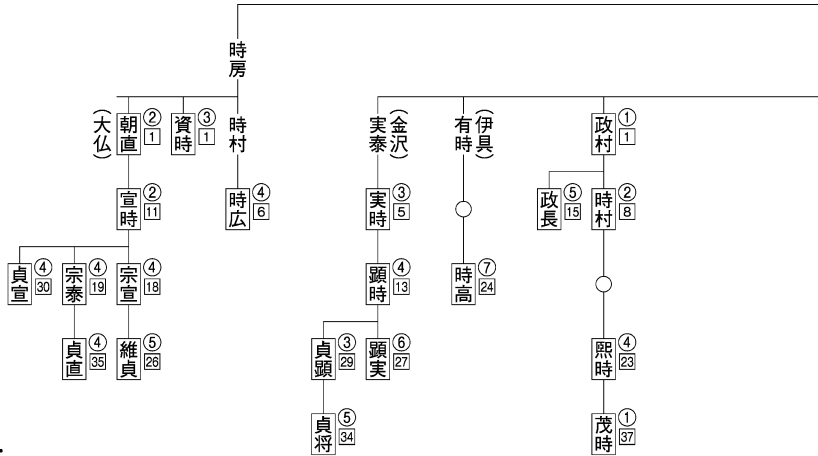 時房
(大仏)
朝直 ② 1
資時 ③ 1
時村
(金沢)
実泰
(伊具)
有時
政村 ① 1
宣時 ② 11
時広 ④ 6
実時 ③ 5
政長 ⑤ 15
時村 ② 8
貞宣 ④ 30
宗泰 ④ 19
宗宣 ④ 18
顕時 ④ 13
時高 ⑦ 24
貞直 ④ 35
維貞 ⑤ 26
貞顕 ③ 29
顕実 ⑥ 27
煕時 ④ 23
貞将 ⑤ 34
茂時 ① 37